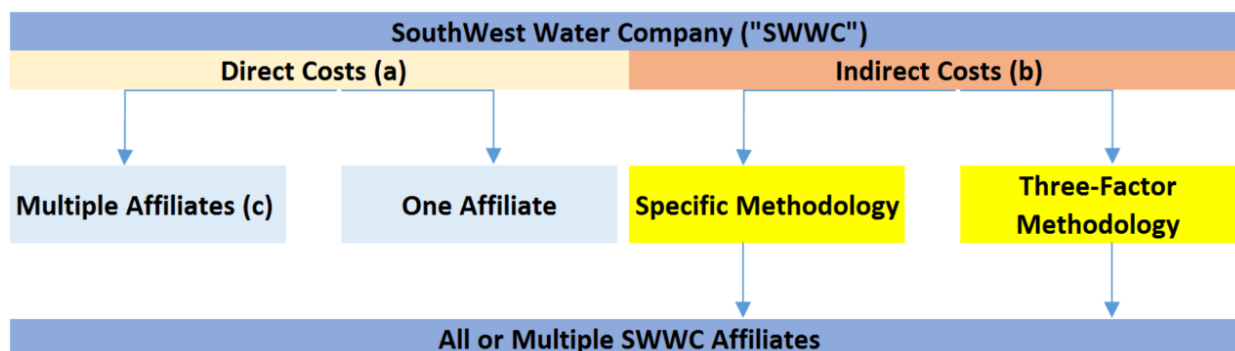 SouthWest Water Company ("SWWC")
Direct Costs (a)
Indirect Costs (b)
Multiple Affiliates (c)
One Affiliate
Specific Methodology
Three-Factor
Methodology
All or Multiple SWWC Affiliates